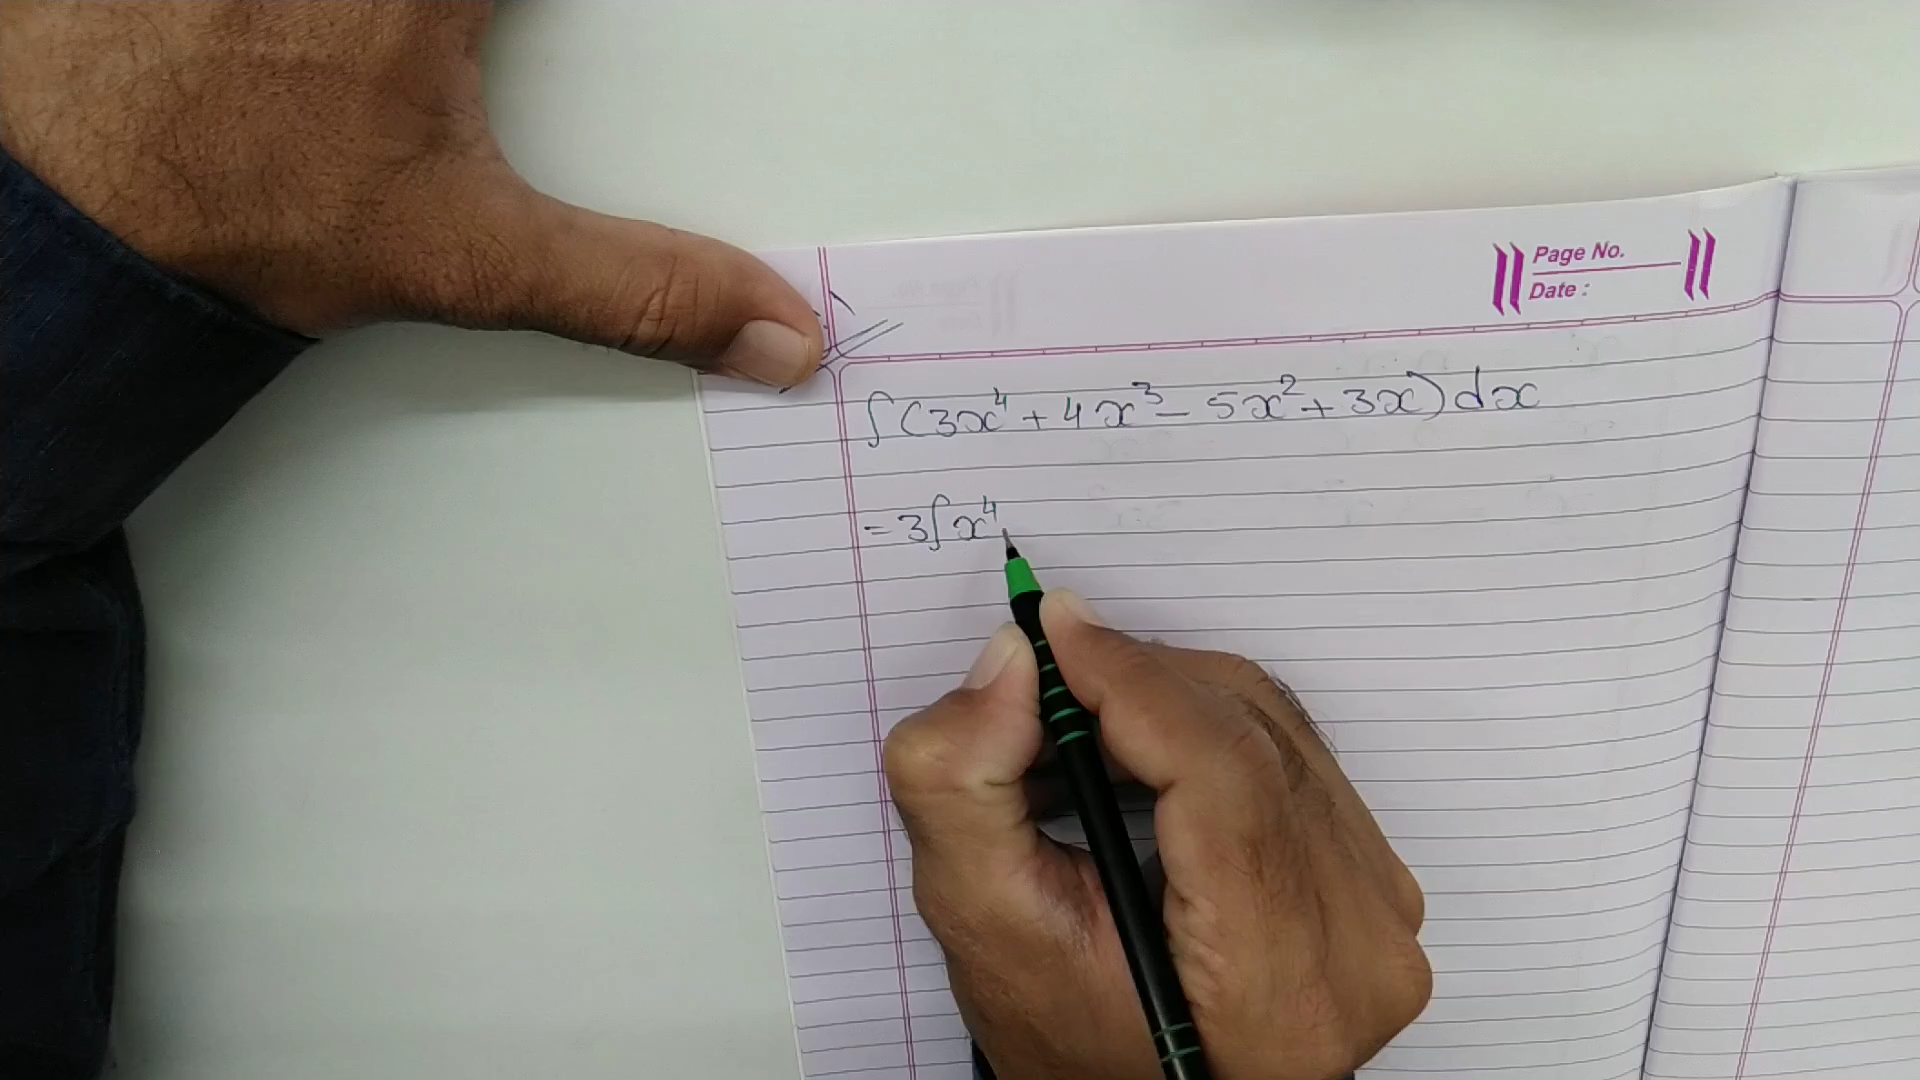 Page No.
Date :
∫(3x⁴ + 4x³ - 5x² + 3x) dx
= 3∫x⁴